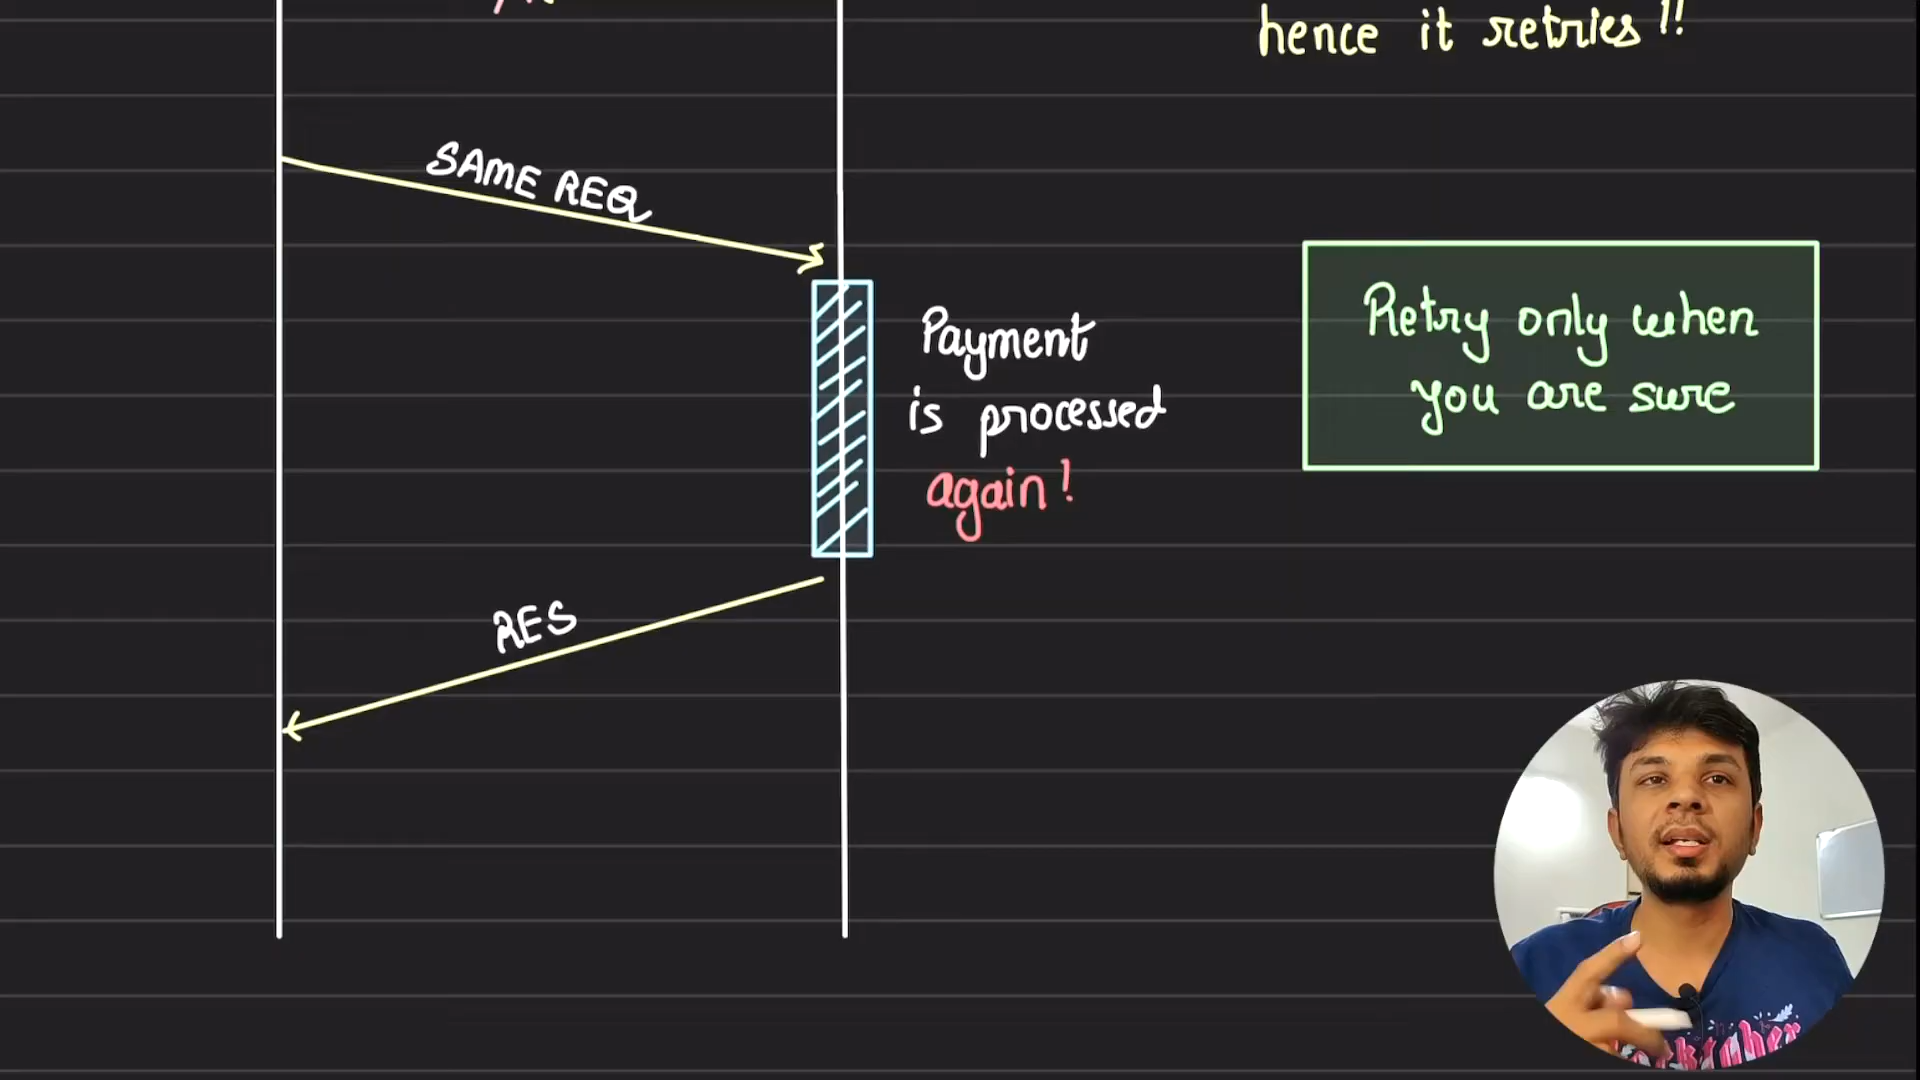 hence it retries!!
SAME REQ
Payment
is processed
again!
Retry only when
you are sure
RES